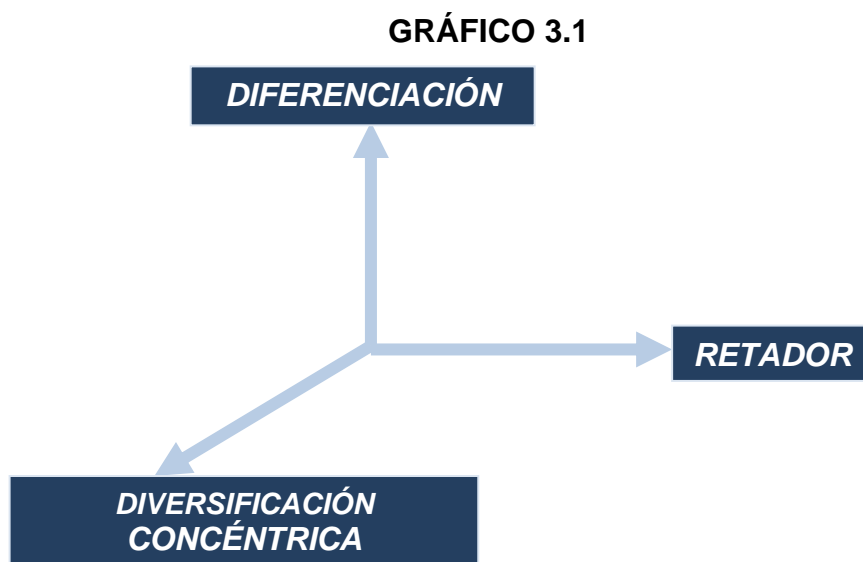 GRÁFICO 3.1
DIFERENCIACIÓN
RETADOR
DIVERSIFICACIÓN
CONCÉNTRICA